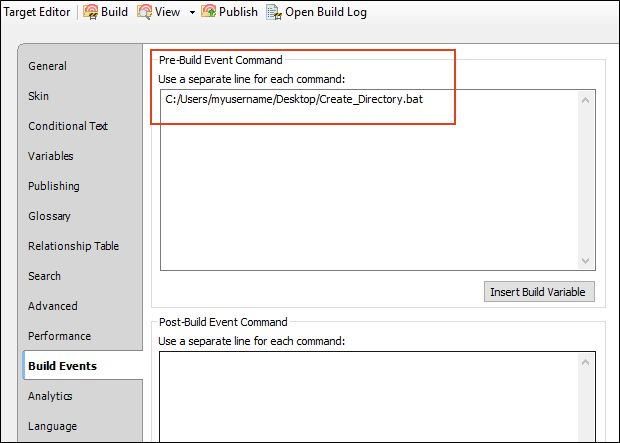 Target Editor Build View Publish Open Build Log
General
Skin
Conditional Text
Variables
Publishing
Glossary
Relationship Table
Search
Advanced
Performance
Build Events
Analytics
Language
Pre-Build Event Command
Use a separate line for each command:
C:/Users/myusername/Desktop/Create_Directory.bat
Insert Build Variable
Post-Build Event Command
Use a separate line for each command: